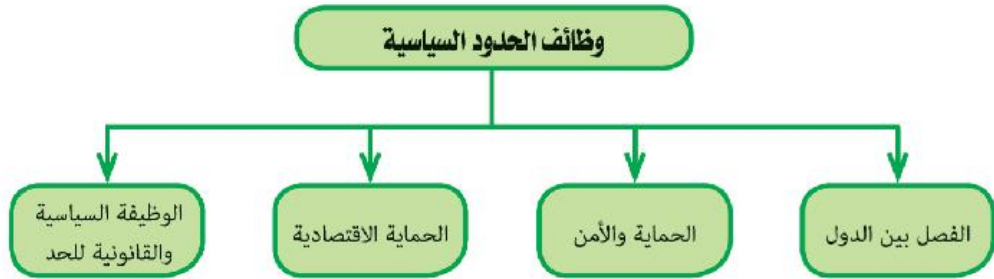 وظائف الحدود السياسية
الفصل بين الدول
الحماية والأمن
الحماية الاقتصادية
الوظيفة السياسية
والقانونية للحد